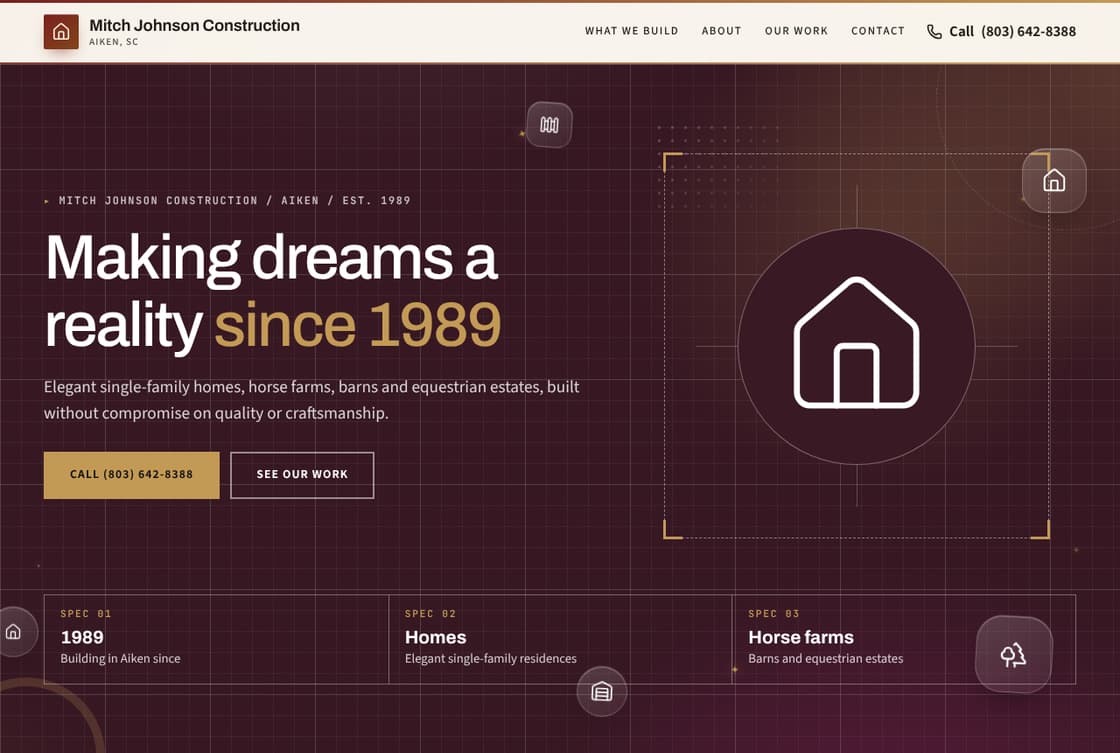 Mitch Johnson Construction
AIKEN, SC
WHAT WE BUILD
ABOUT
OUR WORK
CONTACT
Call (803) 642-8388
MITCH JOHNSON CONSTRUCTION / AIKEN / EST. 1989
Making dreams a
reality since 1989
Elegant single-family homes, horse farms, barns and equestrian estates, built
without compromise on quality or craftsmanship.
CALL (803) 642-8388
SEE OUR WORK
SPEC 01
1989
Building in Aiken since
SPEC 02
Homes
Elegant single-family residences
SPEC 03
Horse farms
Barns and equestrian estates